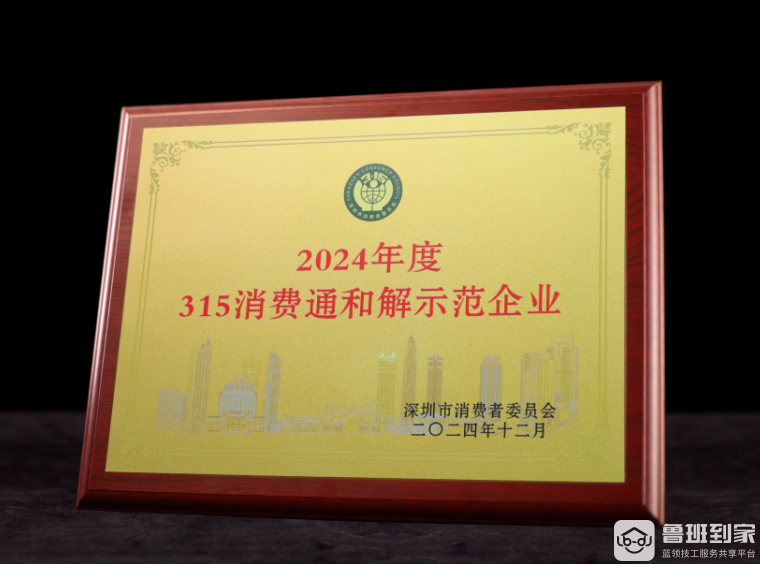 2024年度
315消费通和解示范企业
深圳市消费者委员会
二〇二四年十二月
鲁班到家
蓝领技工服务共享平台